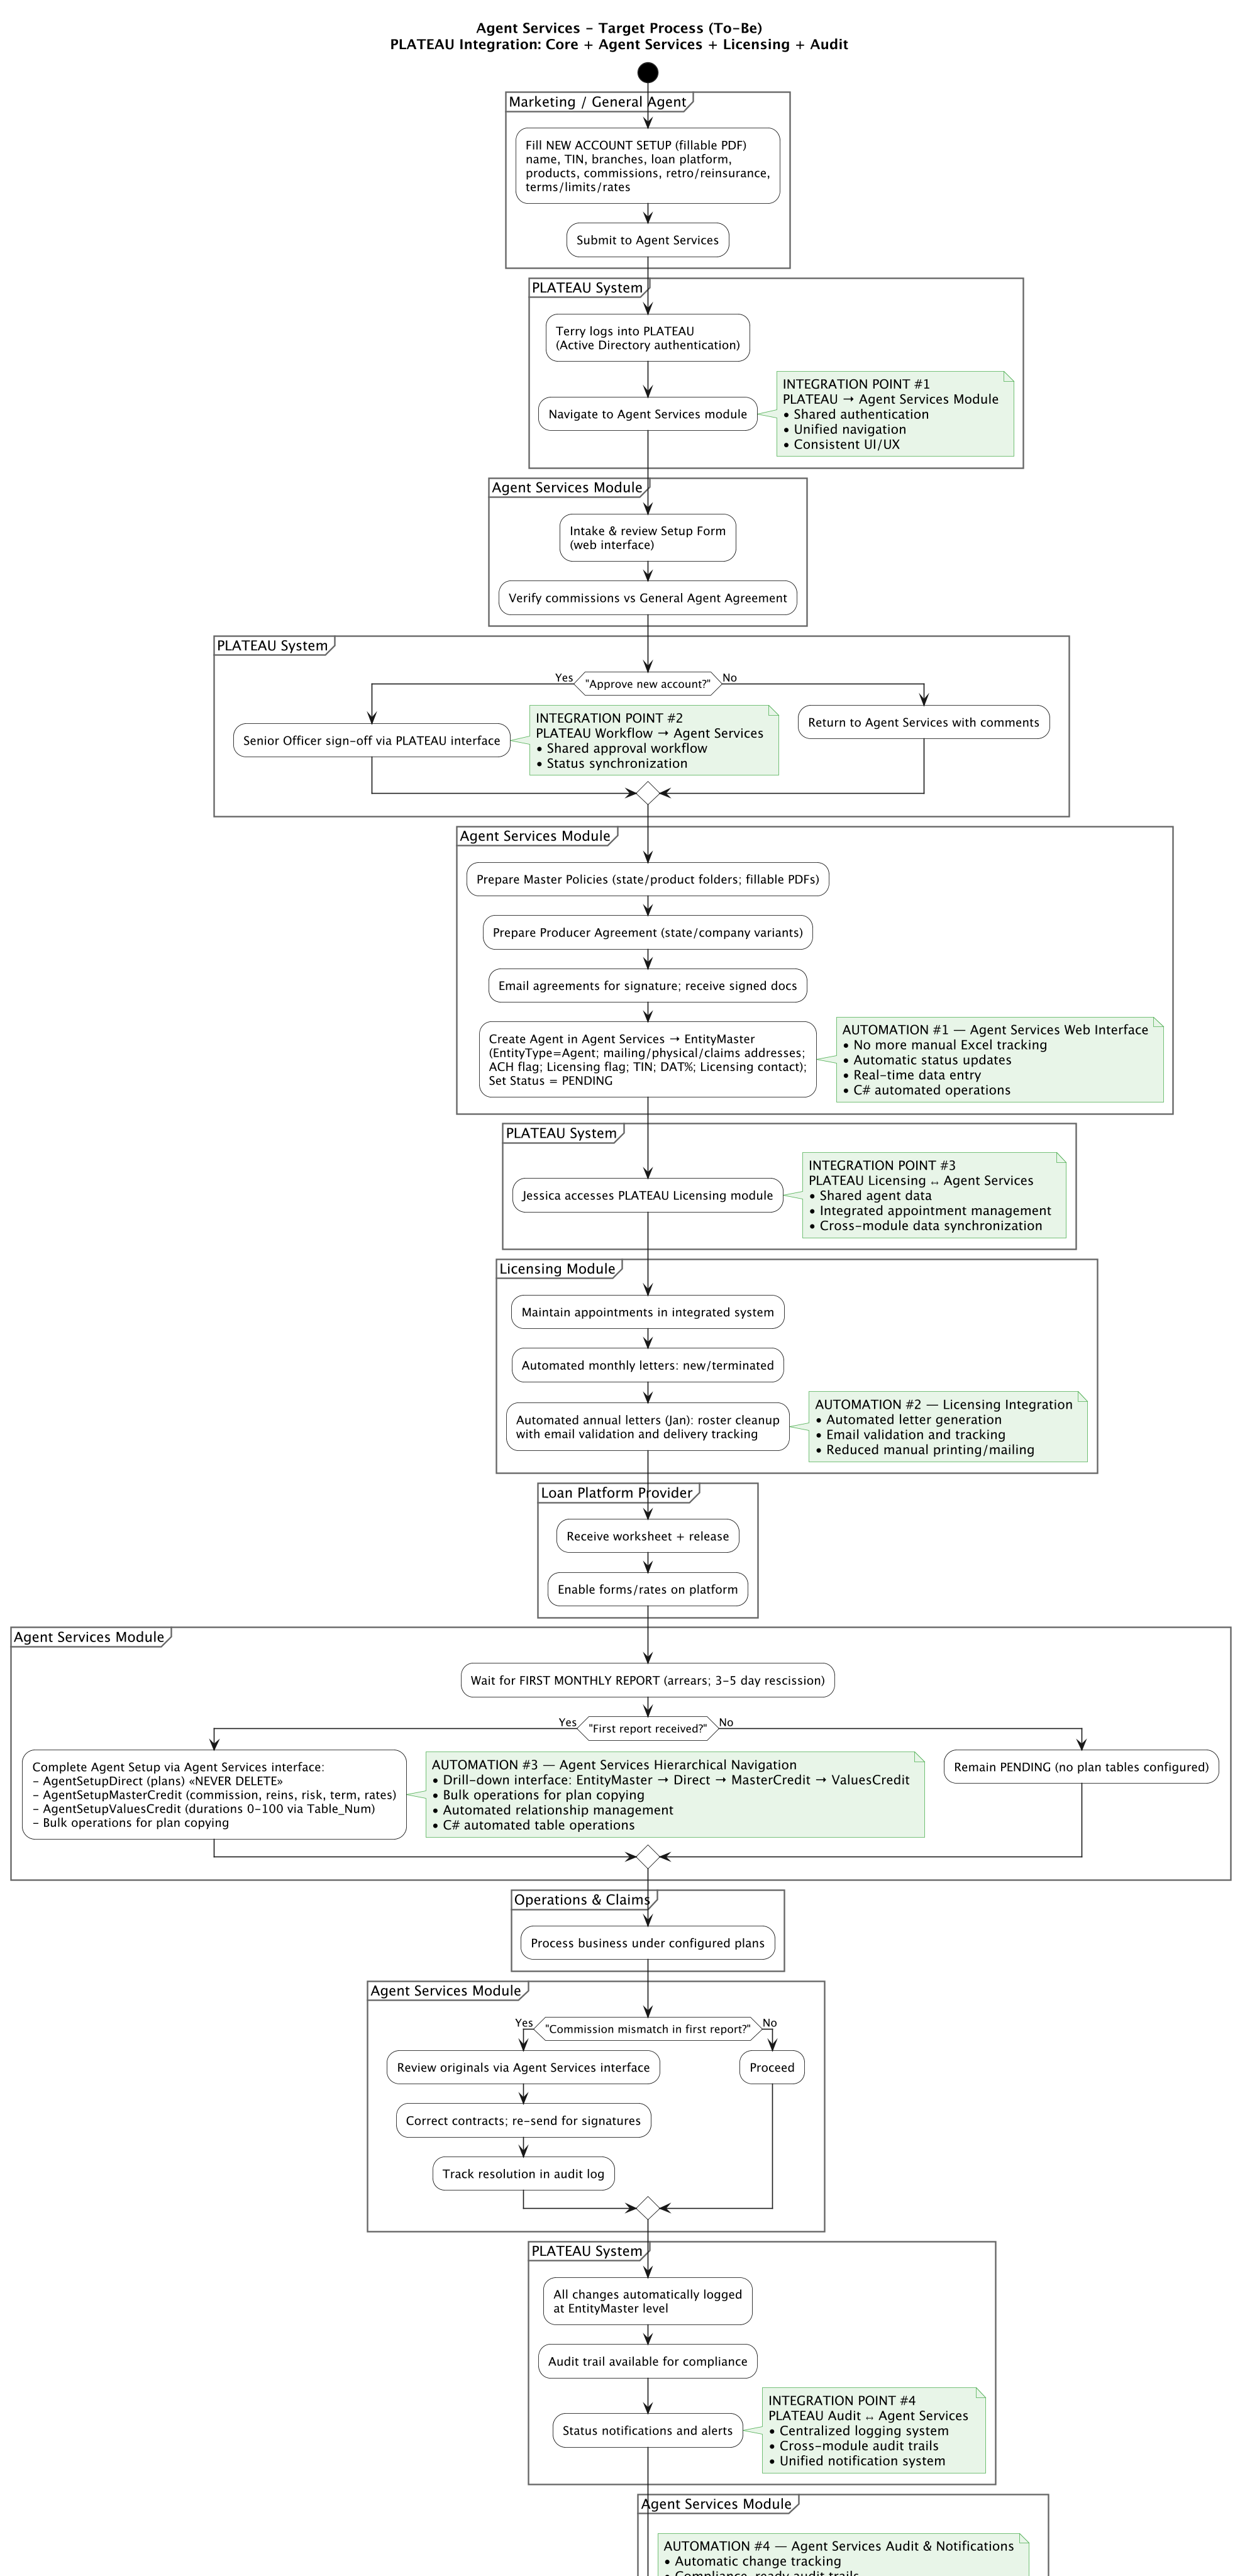 Agent Services - Target Process (To-Be)
PLATEAU Integration: Core + Agent Services + Licensing + Audit
Marketing / General Agent
Fill NEW ACCOUNT SETUP (fillable PDF)
name, TIN, branches, loan platform,
products, commissions, retro/reinsurance,
terms/limits/rates
Submit to Agent Services
PLATEAU System
Terry logs into PLATEAU
(Active Directory authentication)
Navigate to Agent Services module
INTEGRATION POINT #1
PLATEAU → Agent Services Module
• Shared authentication
• Unified navigation
• Consistent UI/UX
Agent Services Module
Intake & review Setup Form
(web interface)
Verify commissions vs General Agent Agreement
PLATEAU System
Yes
"Approve new account?"
No
Senior Officer sign-off via PLATEAU interface
INTEGRATION POINT #2
PLATEAU Workflow → Agent Services
• Shared approval workflow
• Status synchronization
Return to Agent Services with comments
Agent Services Module
Prepare Master Policies (state/product folders; fillable PDFs)
Prepare Producer Agreement (state/company variants)
Email agreements for signature; receive signed docs
Create Agent in Agent Services → EntityMaster
(EntityType=Agent; mailing/physical/claims addresses;
ACH flag; Licensing flag; TIN; DAT%; Licensing contact);
Set Status = PENDING
AUTOMATION #1 — Agent Services Web Interface
• No more manual Excel tracking
• Automatic status updates
• Real-time data entry
• C# automated operations
PLATEAU System
Jessica accesses PLATEAU Licensing module
INTEGRATION POINT #3
PLATEAU Licensing ↔ Agent Services
• Shared agent data
• Integrated appointment management
• Cross-module data synchronization
Licensing Module
Maintain appointments in integrated system
Automated monthly letters: new/terminated
Automated annual letters (Jan): roster cleanup
with email validation and delivery tracking
AUTOMATION #2 — Licensing Integration
• Automated letter generation
• Email validation and tracking
• Reduced manual printing/mailing
Loan Platform Provider
Receive worksheet + release
Enable forms/rates on platform
Agent Services Module
Wait for FIRST MONTHLY REPORT (arrears; 3-5 day rescission)
Yes
"First report received?"
No
Complete Agent Setup via Agent Services interface:
- AgentSetupDirect (plans) «NEVER DELETE»
- AgentSetupMasterCredit (commission, reins, risk, term, rates)
- AgentSetupValuesCredit (durations 0-100 via Table_Num)
- Bulk operations for plan copying
AUTOMATION #3 — Agent Services Hierarchical Navigation
• Drill-down interface: EntityMaster → Direct → MasterCredit → ValuesCredit
• Bulk operations for plan copying
• Automated relationship management
• C# automated table operations
Remain PENDING (no plan tables configured)
Operations & Claims
Process business under configured plans
Agent Services Module
Yes
"Commission mismatch in first report?"
No
Review originals via Agent Services interface
Correct contracts; re-send for signatures
Track resolution in audit log
Proceed
PLATEAU System
All changes automatically logged
at EntityMaster level
Audit trail available for compliance
Status notifications and alerts
INTEGRATION POINT #4
PLATEAU Audit ↔ Agent Services
• Centralized logging system
• Cross-module audit trails
• Unified notification system
Agent Services Module
AUTOMATION #4 — Agent Services Audit & Notifications
• Automatic change tracking
• Compliance-ready audit trails